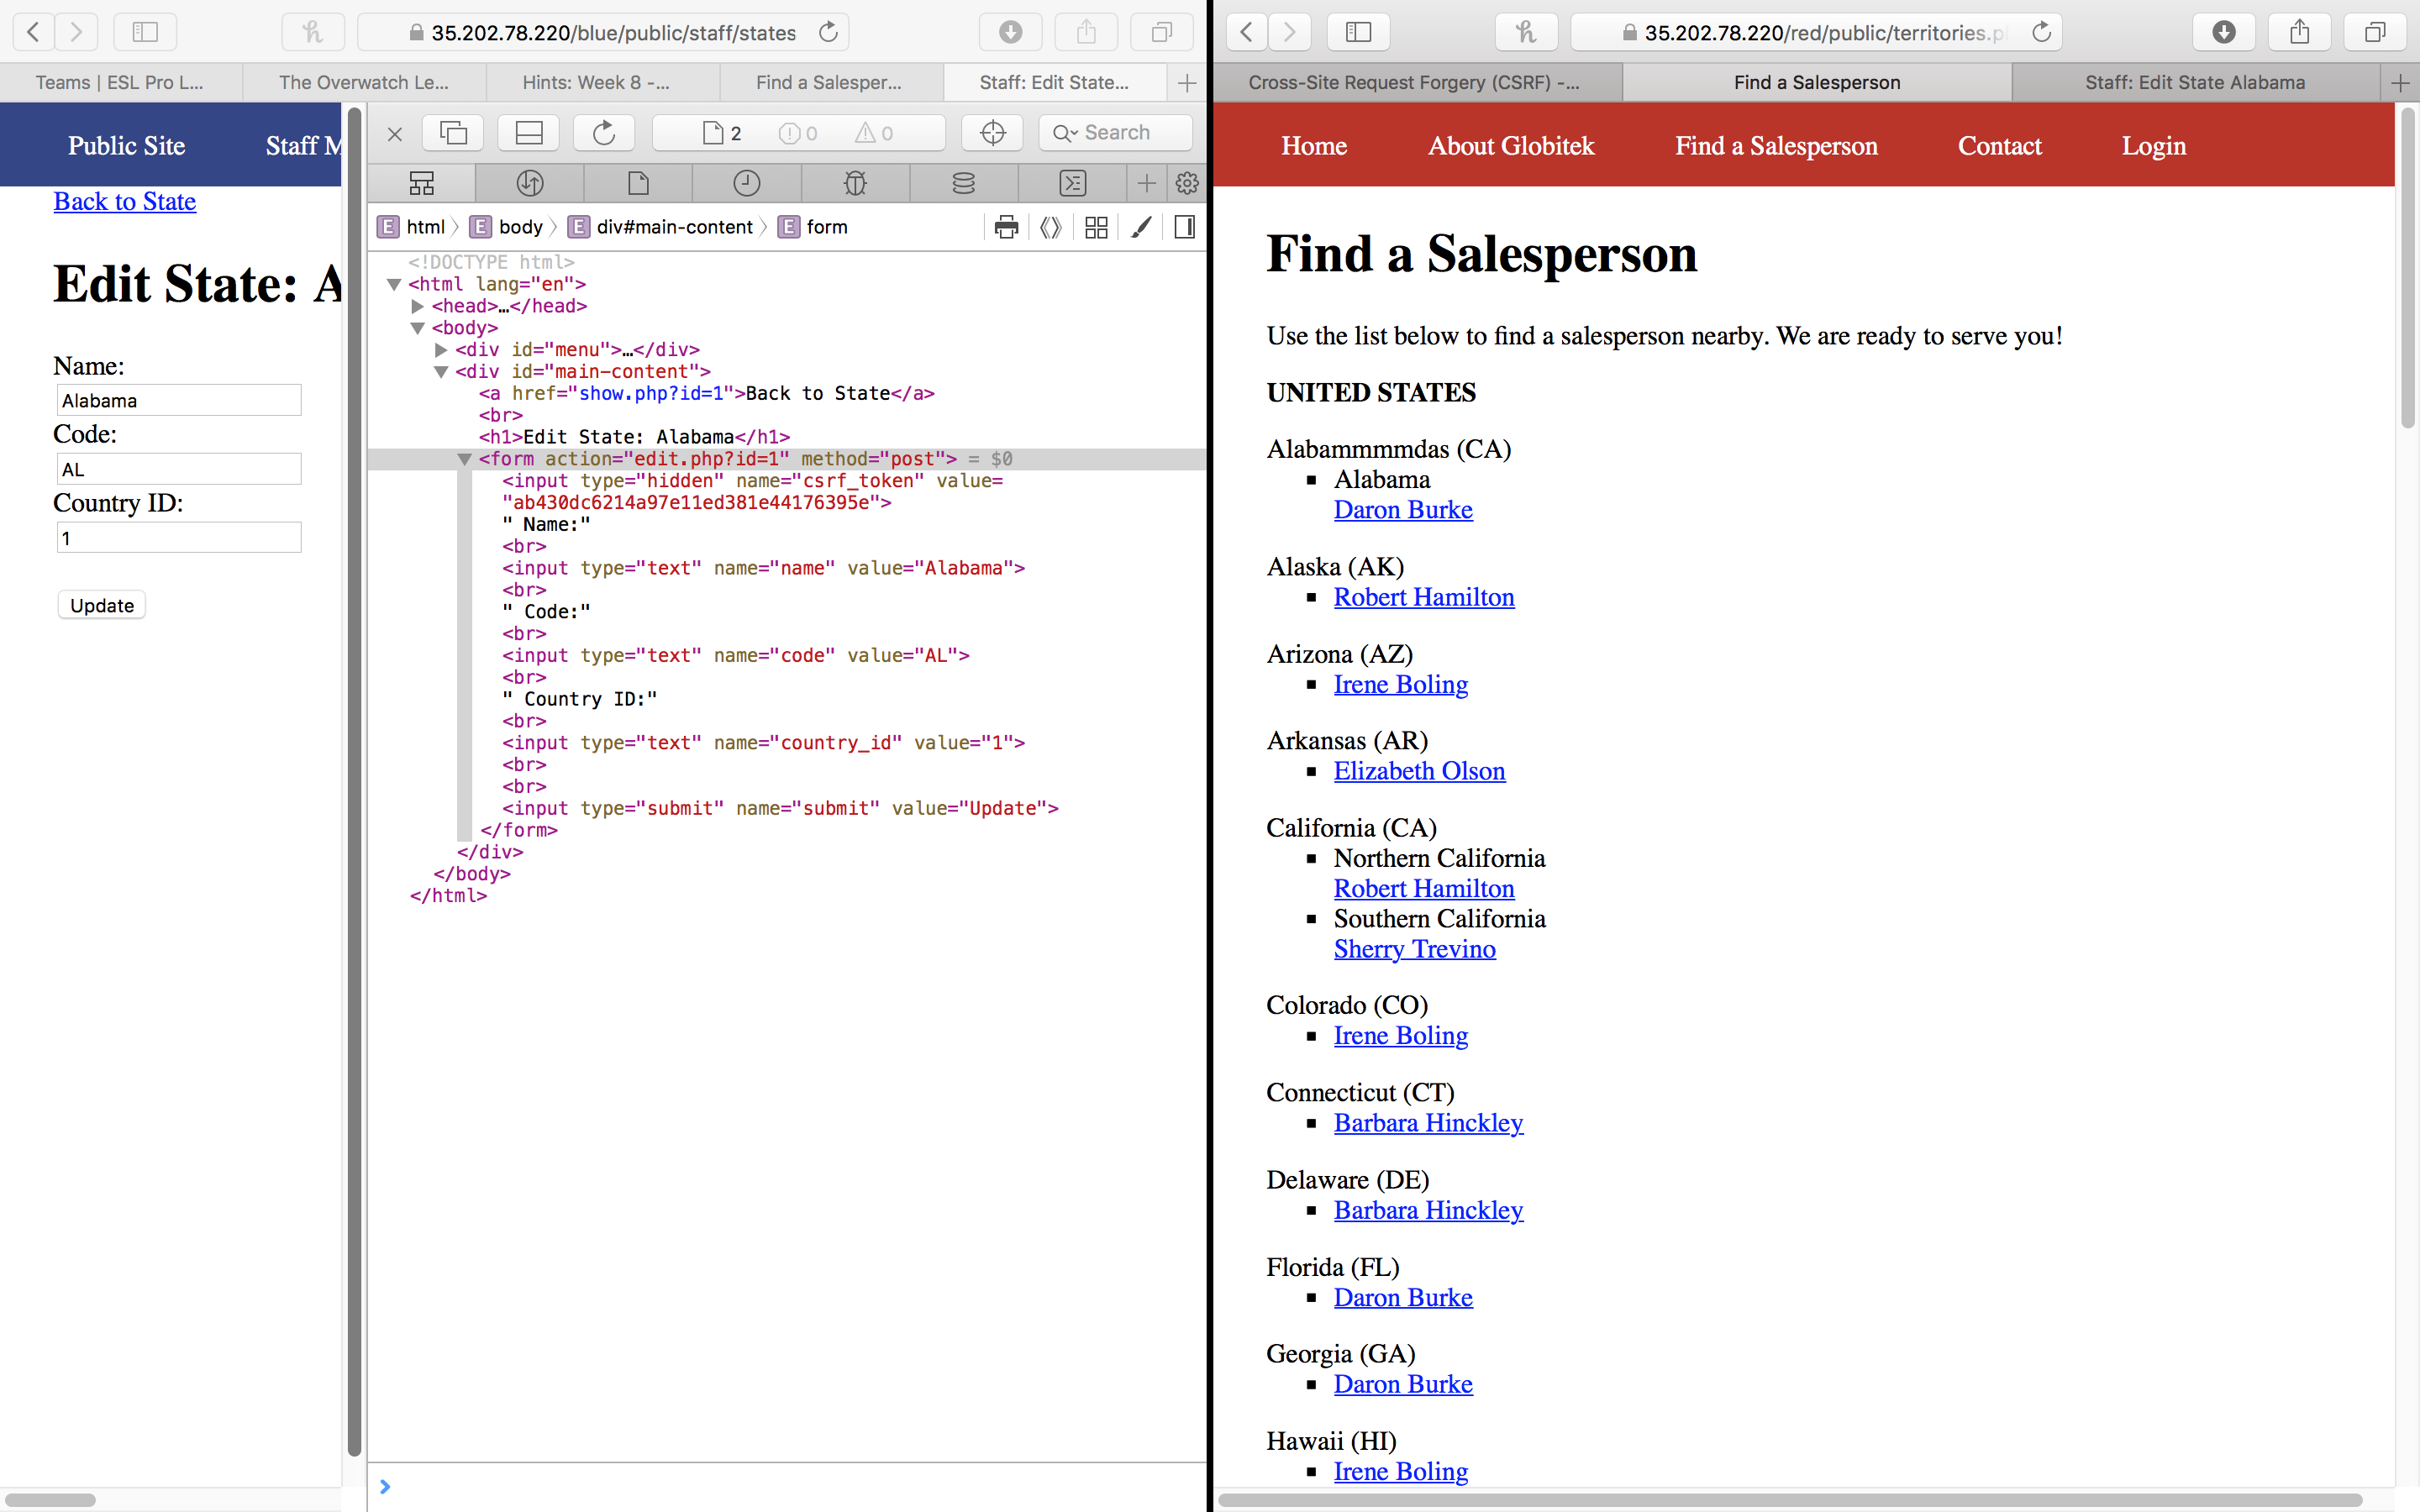 35.202.78.220/blue/public/staff/states
Teams | ESL Pro L...
The Overwatch Le...
Hints: Week 8 -...
Find a Salesper...
Staff: Edit State...
Public Site
Staff M
Back to State
Edit State: A
Name:
Alabama
Code:
AL
Country ID:
1
Update
2
0
0
Search
E html
E body
E div#main-content
E form
<!DOCTYPE html>
<html lang="en">
<head>…</head>
<body>
<div id="menu">…</div>
<div id="main-content">
<a href="show.php?id=1">Back to State</a>
<br>
<h1>Edit State: Alabama</h1>
<form action="edit.php?id=1" method="post"> = $0
<input type="hidden" name="csrf_token" value=
"ab430dc6214a97e11ed381e44176395e">
" Name:"
<br>
<input type="text" name="name" value="Alabama">
<br>
" Code:"
<br>
<input type="text" name="code" value="AL">
<br>
" Country ID:"
<br>
<input type="text" name="country_id" value="1">
<br>
<br>
<input type="submit" name="submit" value="Update">
</form>
</div>
</body>
</html>
35.202.78.220/red/public/territories.p
Cross-Site Request Forgery (CSRF) -...
Find a Salesperson
Staff: Edit State Alabama
Home
About Globitek
Find a Salesperson
Contact
Login
Find a Salesperson
Use the list below to find a salesperson nearby. We are ready to serve you!
UNITED STATES
Alabammmmdas (CA)
Alabama
Daron Burke
Alaska (AK)
Robert Hamilton
Arizona (AZ)
Irene Boling
Arkansas (AR)
Elizabeth Olson
California (CA)
Northern California
Robert Hamilton
Southern California
Sherry Trevino
Colorado (CO)
Irene Boling
Connecticut (CT)
Barbara Hinckley
Delaware (DE)
Barbara Hinckley
Florida (FL)
Daron Burke
Georgia (GA)
Daron Burke
Hawaii (HI)
Irene Boling